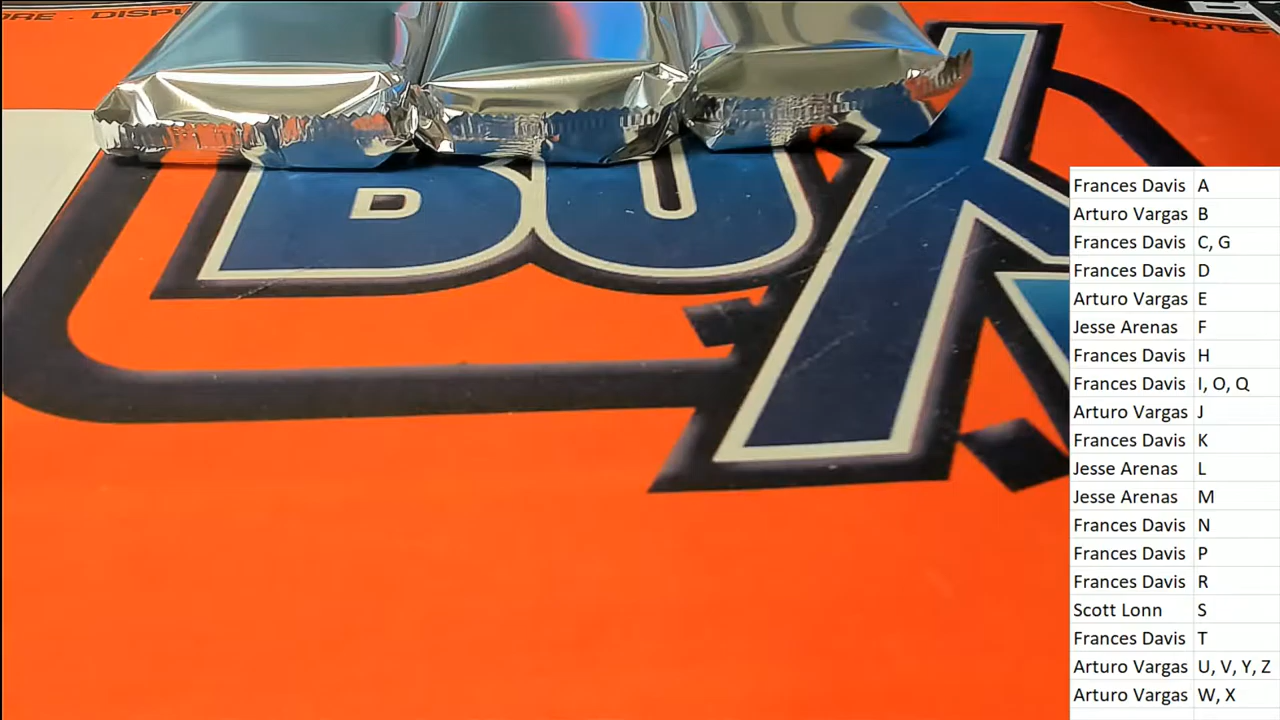 PROTEC
BU
Frances Davis A
Arturo Vargas B
Frances Davis C, G
Frances Davis D
Arturo Vargas E
Jesse Arenas F
Frances Davis H
Frances Davis I, O, Q
Arturo Vargas J
Frances Davis K
Jesse Arenas L
Jesse Arenas M
Frances Davis N
Frances Davis P
Frances Davis R
Scott Lonn S
Frances Davis T
Arturo Vargas U, V, Y, Z
Arturo Vargas W, X